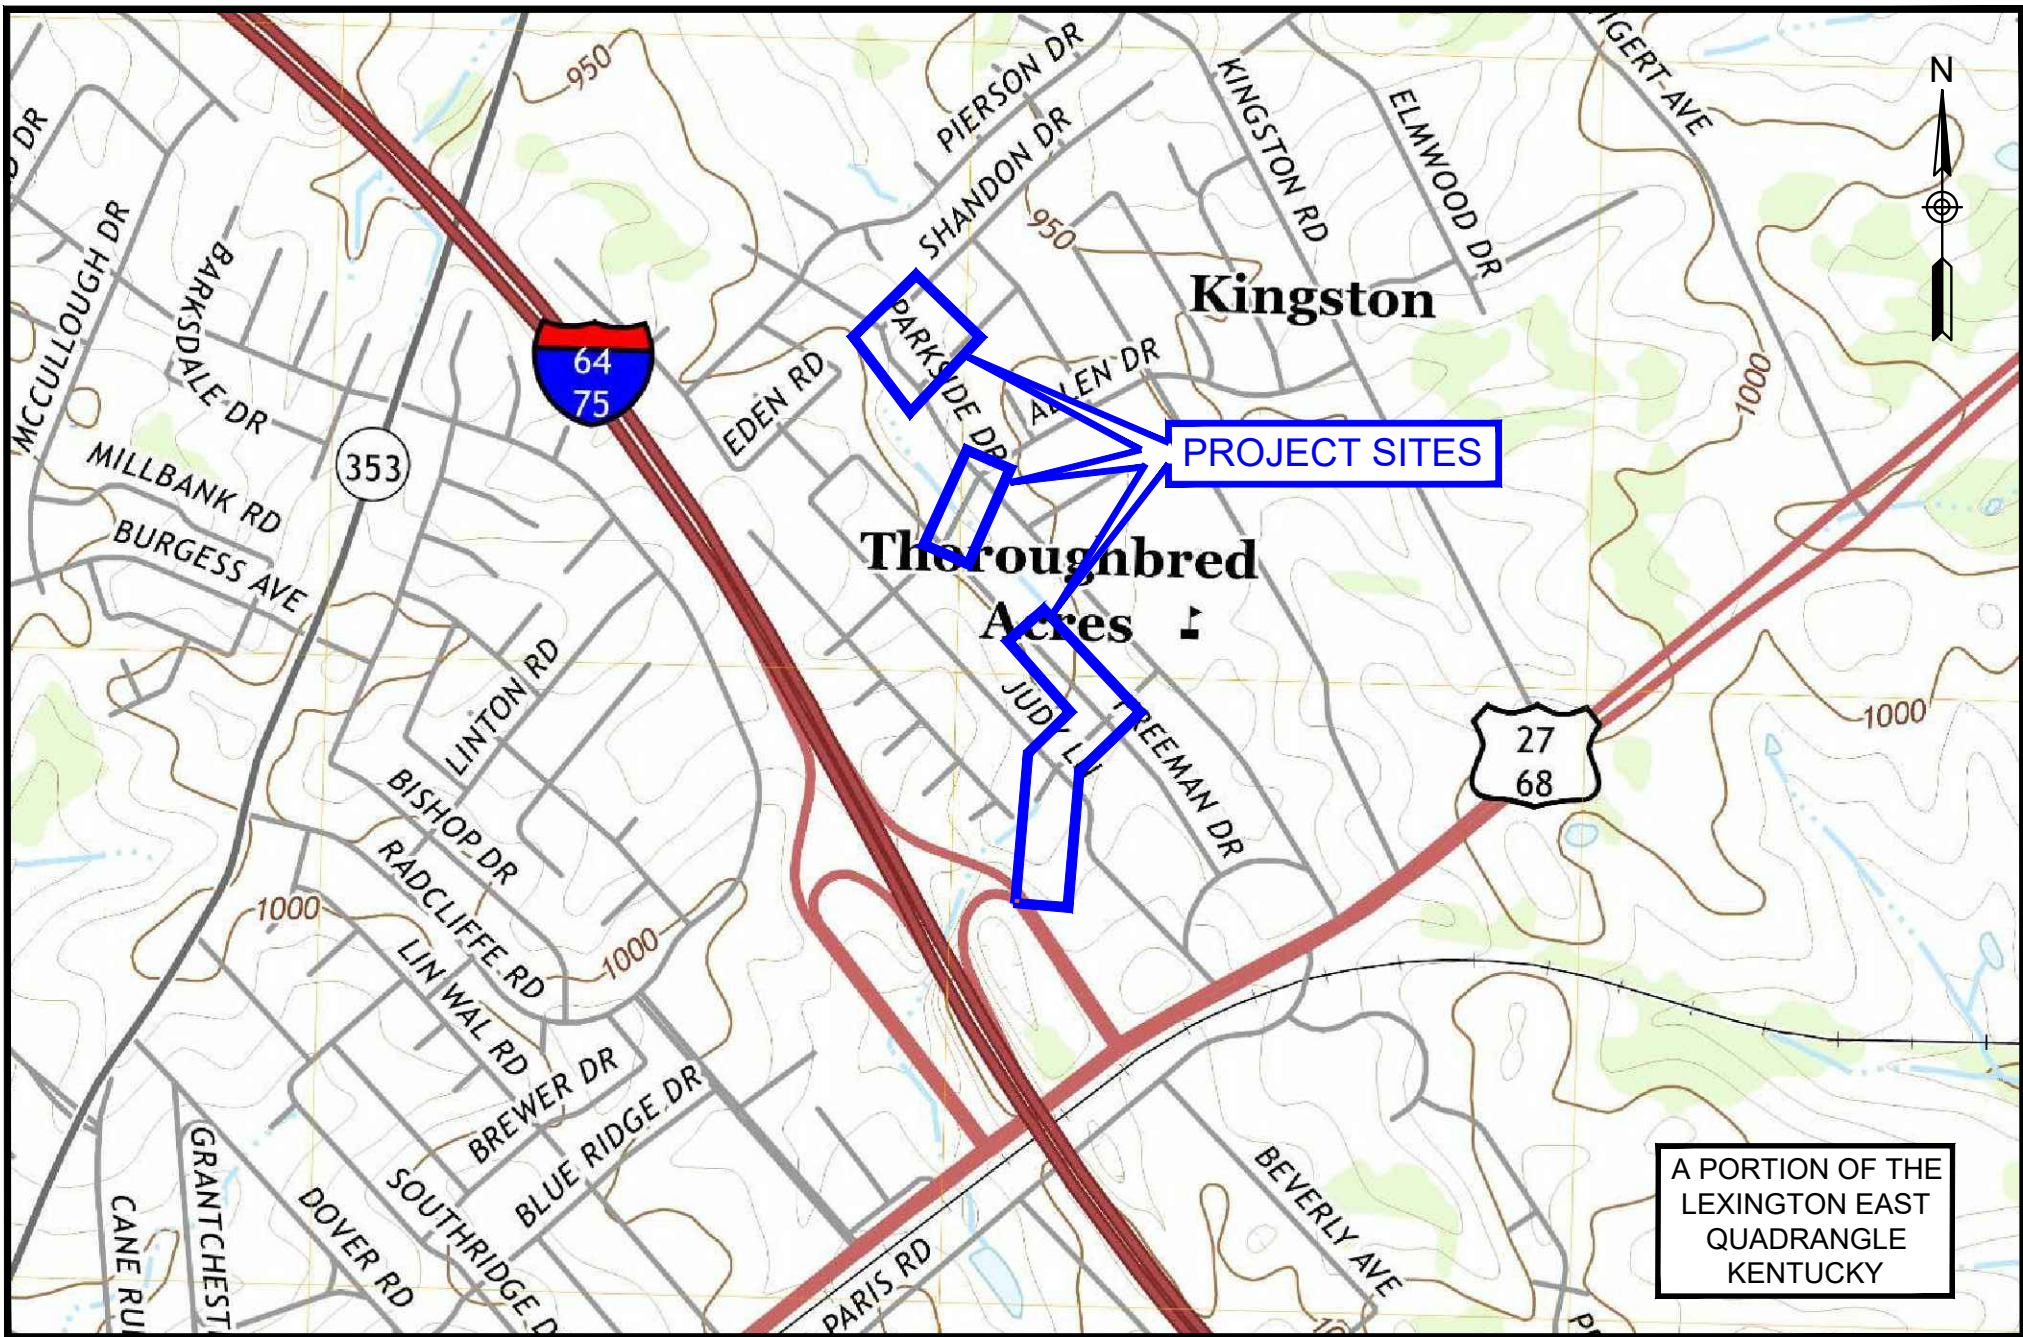 950
PIERSON DR
SHANDON DR
KINGSTON RD
ELMWOOD DR
IGERT AVE
N
D DR
MCCULLOUGH DR
BARKSDALE DR
950
Kingston
64
75
PARKSIDE DR
ALLEN DR
EDEN RD
1000
353
PROJECT SITES
MILLBANK RD
BURGESS AVE
Thoroughbred
Acres
LINTON RD
JUDY LN
FREEMAN DR
27
68
1000
BISHOP DR
RADCLIFFE RD
1000
1000
LIN WAL RD
BREWER DR
BLUE RIDGE DR
GRANTCHEST
CANE RU
DOVER RD
SOUTHRIDGE D
PARIS RD
BEVERLY AVE
A PORTION OF THE
LEXINGTON EAST
QUADRANGLE
KENTUCKY